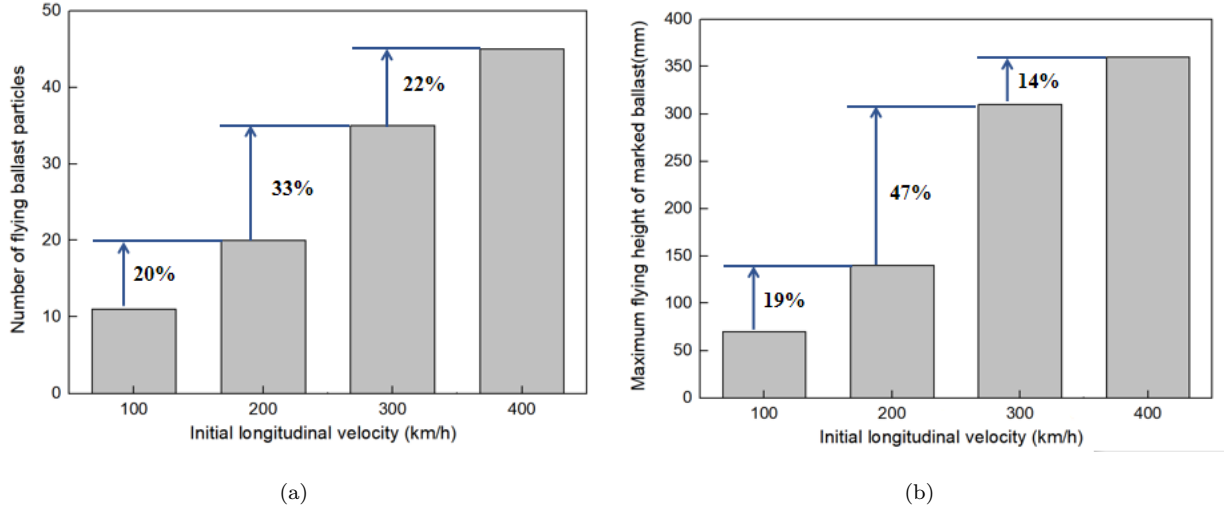 Number of flying ballast particles
50
40
30
20
10
0
20%
33%
22%
100 200 300 400
Initial longitudinal velocity (km/h)
(a)
Maximum flying height of marked ballast(mm)
400
350
300
250
200
150
100
50
0
19%
47%
14%
100 200 300 400
Initial longitudinal velocity (km/h)
(b)